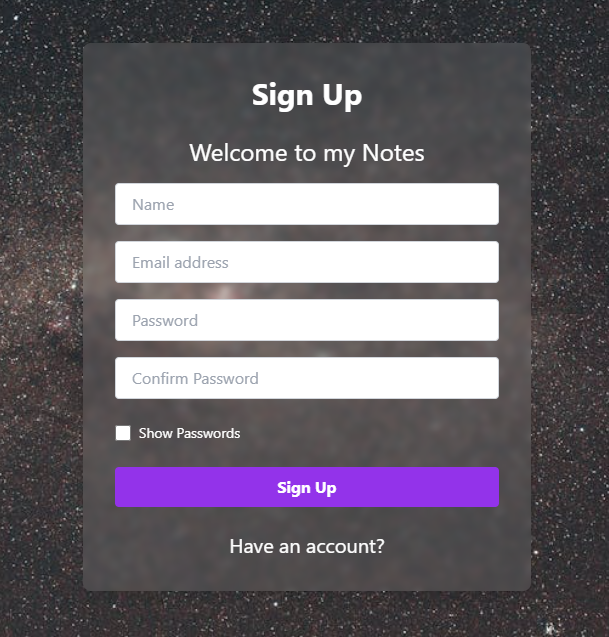 Sign Up
Welcome to my Notes
Name
Email address
Password
Confirm Password
Show Passwords
Sign Up
Have an account?